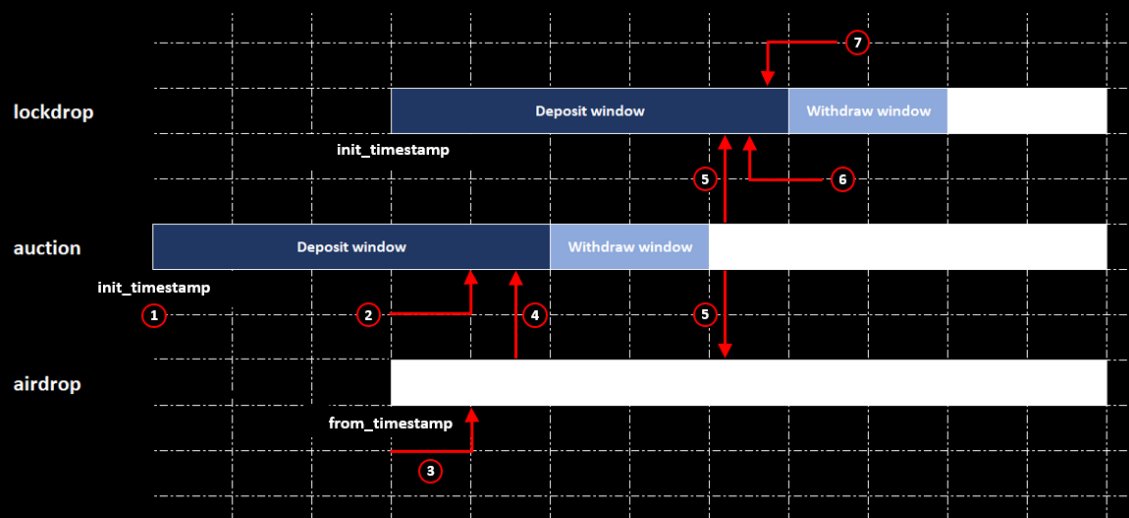 7
lockdrop
Deposit window
Withdraw window
init_timestamp
5
6
auction
Deposit window
Withdraw window
init_timestamp
1
2
4
5
airdrop
from_timestamp
3